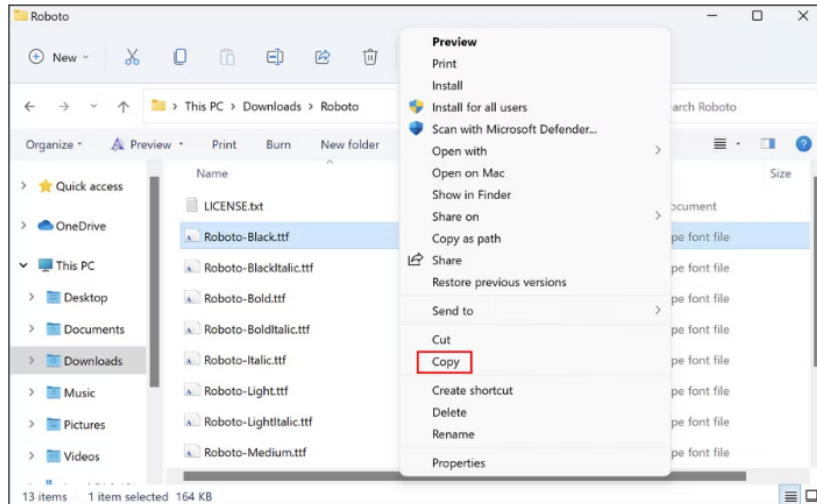 Roboto
New
This PC > Downloads > Roboto
arch Roboto
Organize
Preview
Print
Burn
New folder
Name
Size
Quick access
OneDrive
This PC
Desktop
Documents
Downloads
Music
Pictures
Videos
LICENSE.txt
ocument
Roboto-Black.ttf
pe font file
Roboto-BlackItalic.ttf
pe font file
Roboto-Bold.ttf
pe font file
Roboto-BoldItalic.ttf
pe font file
Roboto-Italic.ttf
pe font file
Roboto-Light.ttf
pe font file
Roboto-LightItalic.ttf
pe font file
Roboto-Medium.ttf
pe font file
Preview
Print
Install
Install for all users
Scan with Microsoft Defender...
Open with
Open on Mac
Show in Finder
Share on
Copy as path
Share
Restore previous versions
Send to
Cut
Copy
Create shortcut
Delete
Rename
Properties
13 items
1 item selected 164 KB